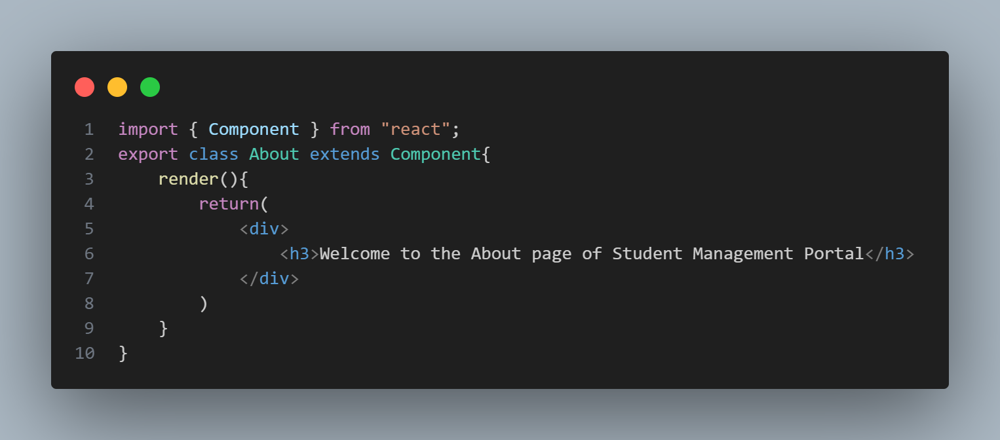 1 import { Component } from "react";
2 export class About extends Component{
3     render(){
4         return(
5             <div>
6                 <h3>Welcome to the About page of Student Management Portal</h3>
7             </div>
8         )
9     }
10 }